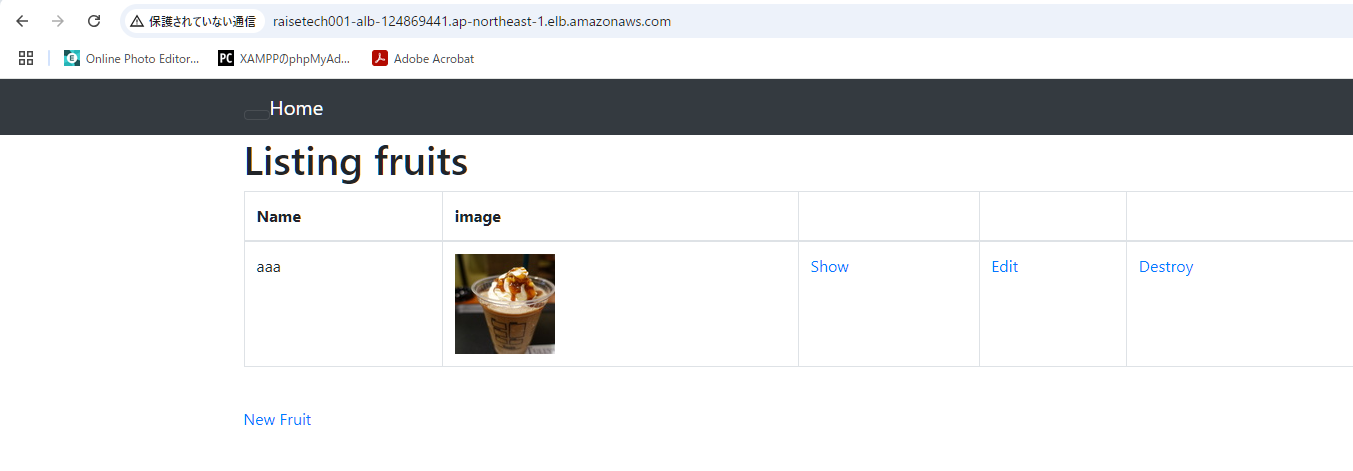 保護されていない通信 raisetech001-alb-124869441.ap-northeast-1.elb.amazonaws.com
Online Photo Editor... PC XAMPPのphpMyAd... Adobe Acrobat
Home
Listing fruits
Name image
aaa Show Edit Destroy
New Fruit